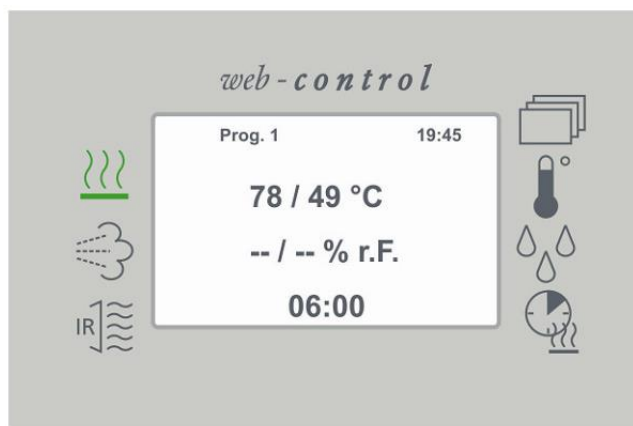 web - control
Prog. 1 19:45
78 / 49 °C
-- / -- % r.F.
06:00
IR